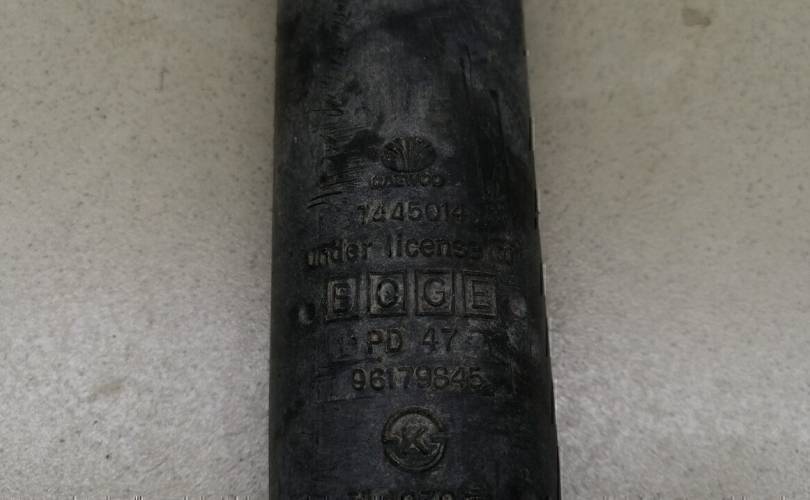 DAEWOO
1445014
under license of
BOGE
PD 47
96179845
K